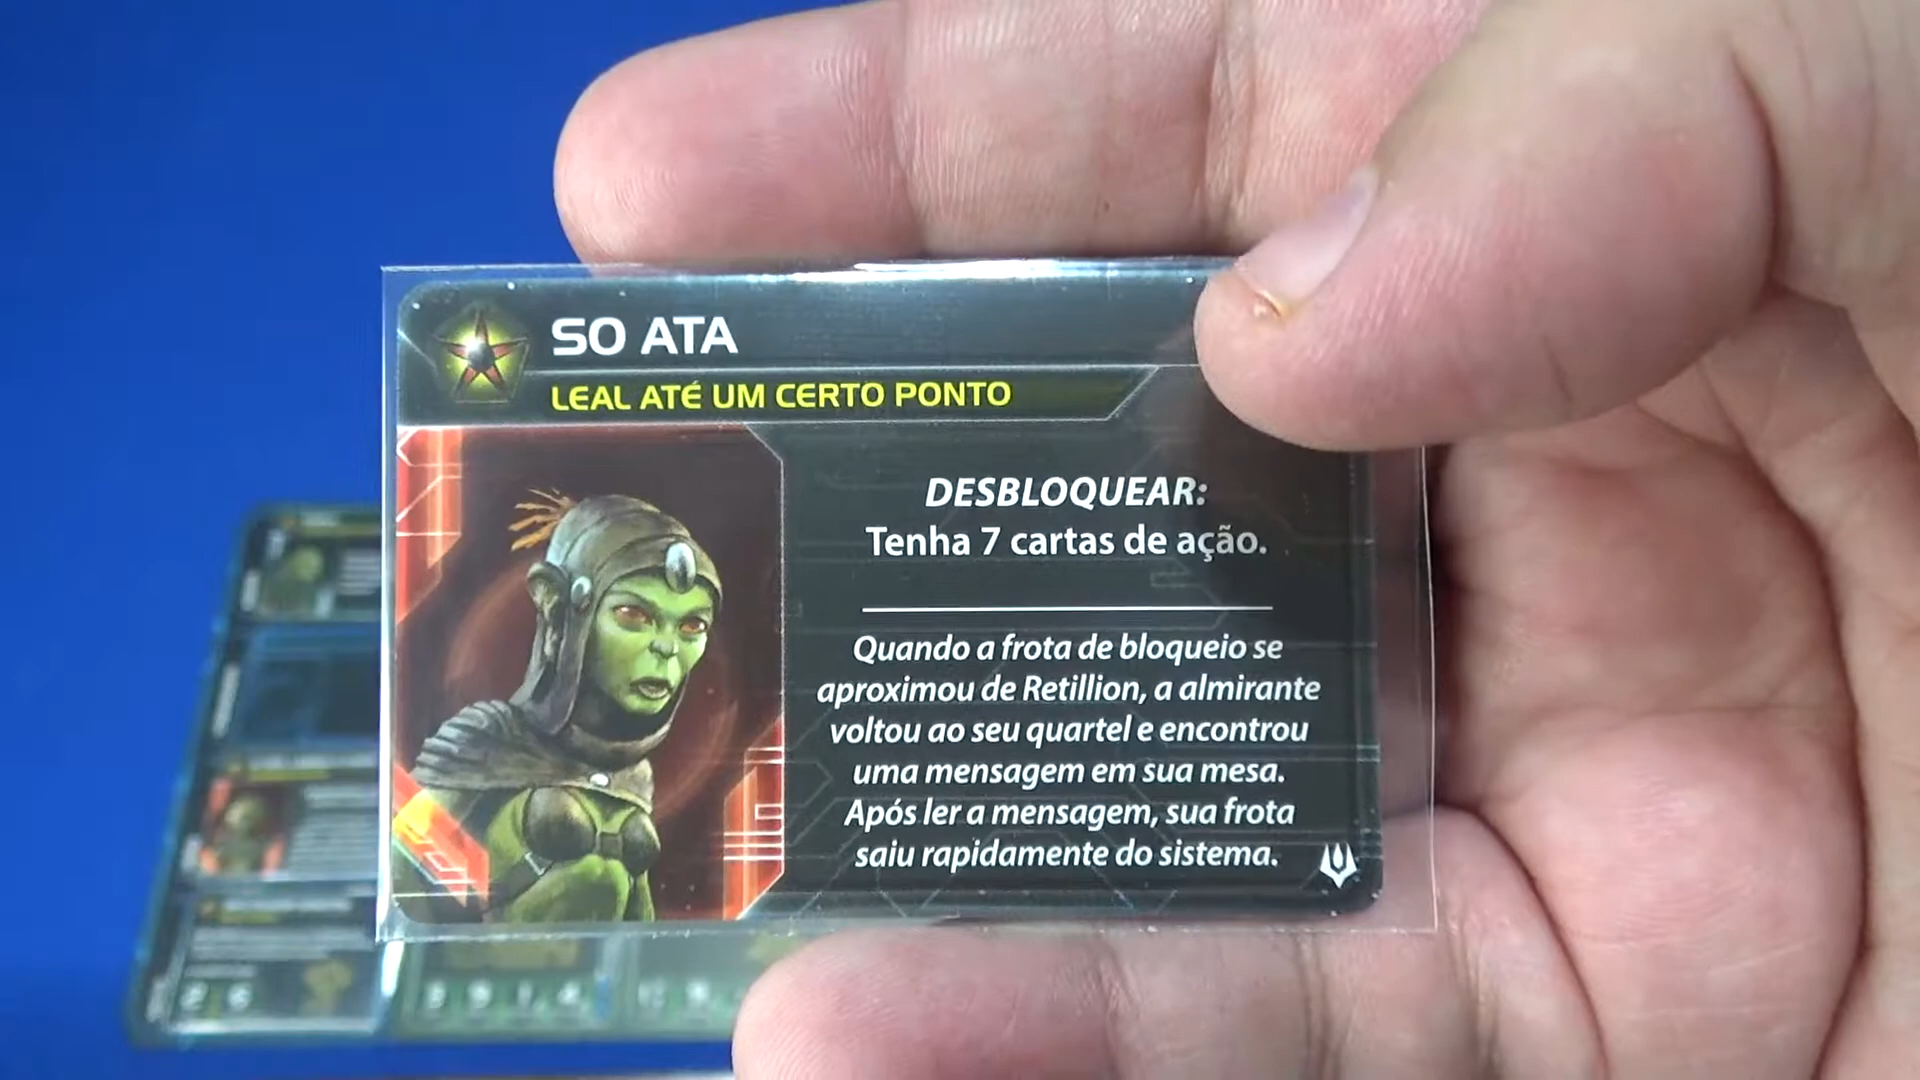 SO ATA
LEAL ATÉ UM CERTO PONTO
DESBLOQUEAR:
Tenha 7 cartas de ação.
Quando a frota de bloqueio se
aproximou de Retillion, a almirante
voltou ao seu quartel e encontrou
uma mensagem em sua mesa.
Após ler a mensagem, sua frota
saiu rapidamente do sistema.